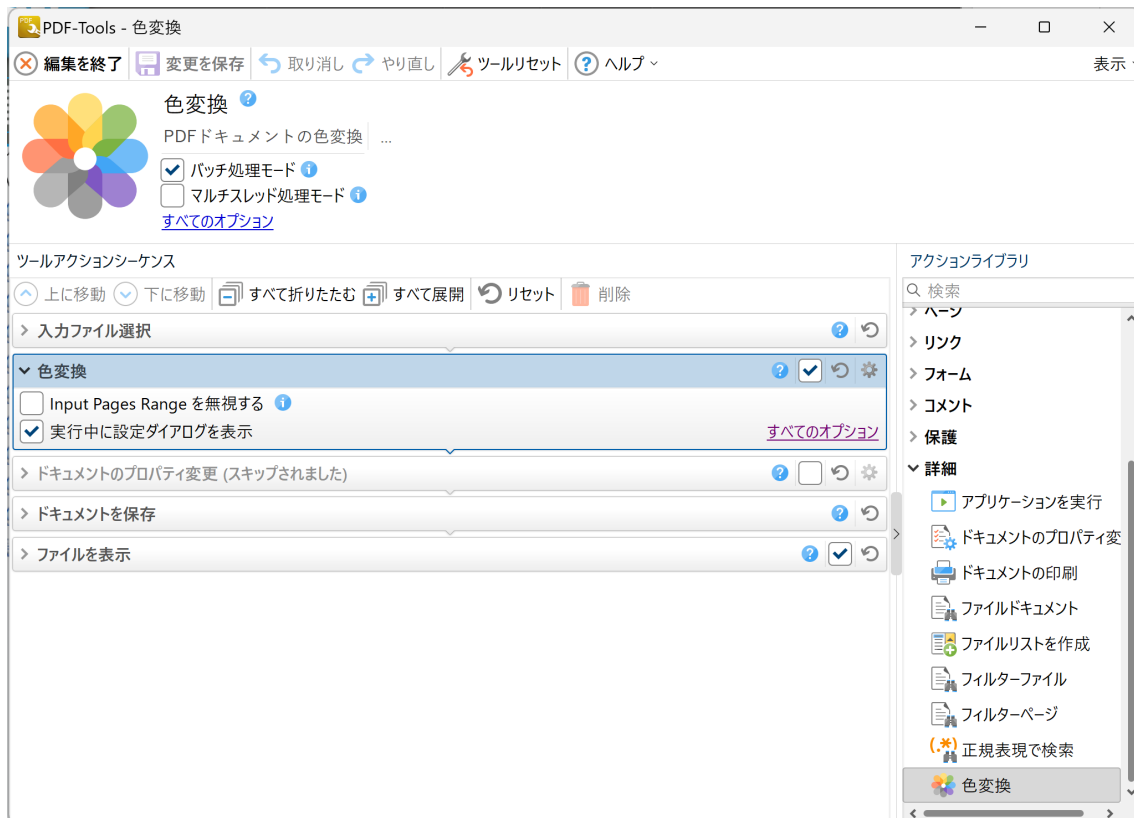 PDF-Tools - 色変換
編集を終了 変更を保存 取り消し やり直し ツールリセット ヘルプ 表示
色変換
PDFドキュメントの色変換 ...
バッチ処理モード
マルチスレッド処理モード
すべてのオプション
ツールアクションシーケンス
上に移動 下に移動 すべて折りたたむ すべて展開 リセット 削除
入力ファイル選択
色変換
Input Pages Range を無視する
実行中に設定ダイアログを表示 すべてのオプション
ドキュメントのプロパティ変更 (スキップされました)
ドキュメントを保存
ファイルを表示
アクションライブラリ
検索
ページ
リンク
フォーム
コメント
保護
詳細
アプリケーションを実行
ドキュメントのプロパティ変
ドキュメントの印刷
ファイルドキュメント
ファイルリストを作成
フィルターファイル
フィルターページ
(.*) 正規表現で検索
色変換